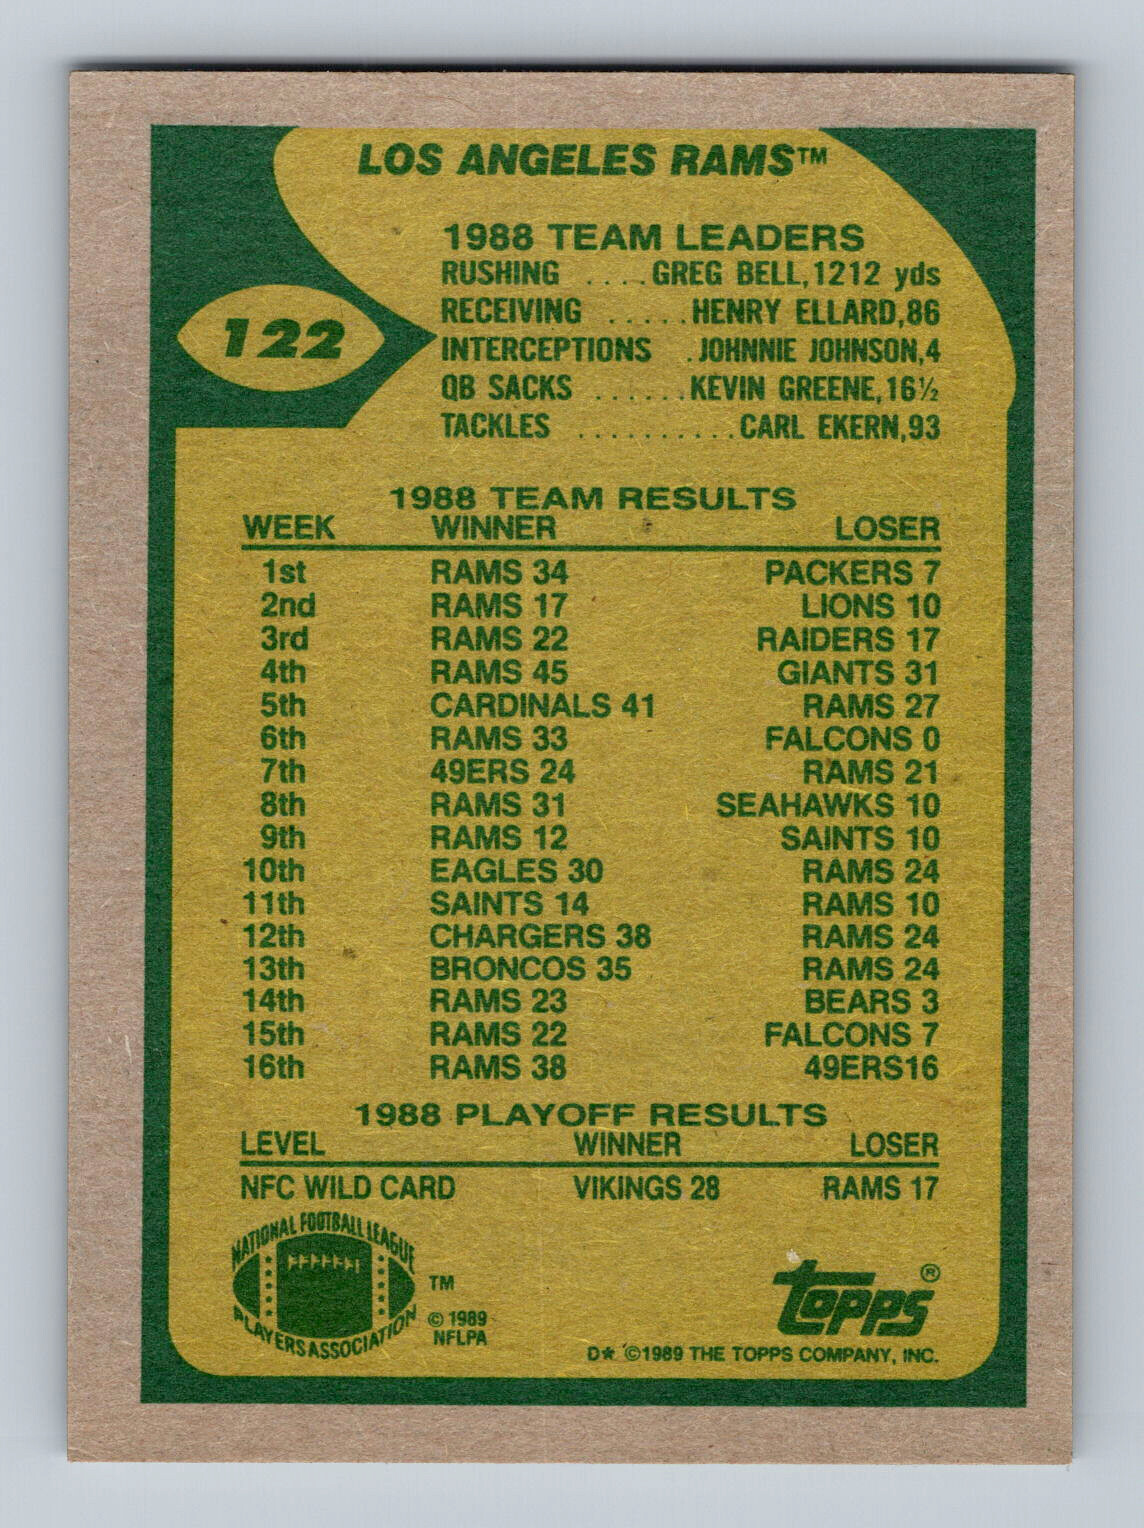 LOS ANGELES RAMS™
1988 TEAM LEADERS
RUSHING ....GREG BELL,1212 yds
RECEIVING .....HENRY ELLARD,86
122
INTERCEPTIONS .JOHNNIE JOHNSON,4
QB SACKS ......KEVIN GREENE,16½
TACKLES ..........CARL EKERN,93
1988 TEAM RESULTS
WEEK WINNER LOSER
1st RAMS 34 PACKERS 7
2nd RAMS 17 LIONS 10
3rd RAMS 22 RAIDERS 17
4th RAMS 45 GIANTS 31
5th CARDINALS 41 RAMS 27
6th RAMS 33 FALCONS 0
7th 49ERS 24 RAMS 21
8th RAMS 31 SEAHAWKS 10
9th RAMS 12 SAINTS 10
10th EAGLES 30 RAMS 24
11th SAINTS 14 RAMS 10
12th CHARGERS 38 RAMS 24
13th BRONCOS 35 RAMS 24
14th RAMS 23 BEARS 3
15th RAMS 22 FALCONS 7
16th RAMS 38 49ERS16
1988 PLAYOFF RESULTS
LEVEL WINNER LOSER
NFC WILD CARD VIKINGS 28 RAMS 17
NATIONAL FOOTBALL LEAGUE
PLAYERS ASSOCIATION
™
© 1989
NFLPA
topps®
D* ©1989 THE TOPPS COMPANY, INC.